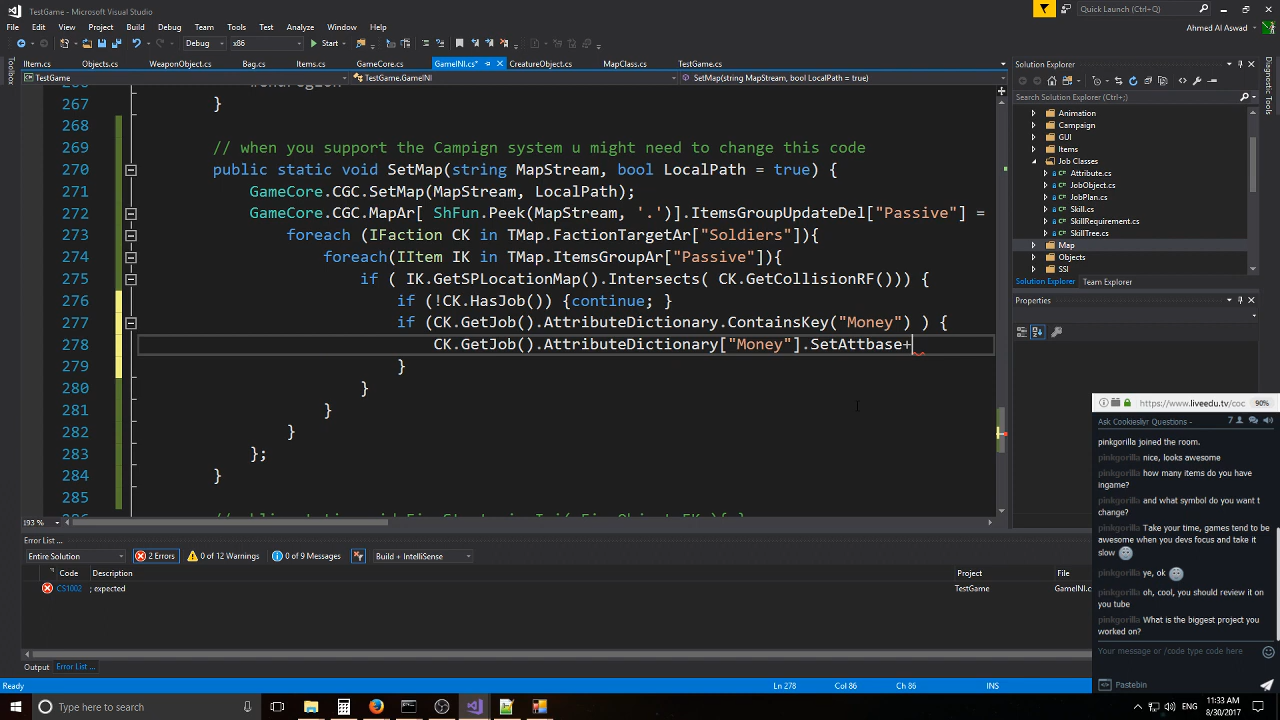 TestGame - Microsoft Visual Studio
Quick Launch (Ctrl+Q)
File Edit View Project Build Debug Team Tools Test Analyze Window Help
Ahmed Al Aswad
Debug x86 Start
Item.cs Objects.cs WeaponObject.cs Bag.cs Items.cs GameCore.cs GameINI.cs* CreatureObject.cs MapClass.cs TestGame.cs
Solution Explorer
TestGame TestGame.GameINI SetMap(string MapStream, bool LocalPath = true)
Toolbox
Diagnostic Tools
Search Solution Explorer (Ctrl+;)
Animation
Campaign
GUI
Items
Job Classes
Attribute.cs
JobObject.cs
JobPlan.cs
Skill.cs
SkillRequirement.cs
SkillTree.cs
Map
Objects
SSI
Solution Explorer Team Explorer
Properties
267 }
268
269 // when you support the Campign system u might need to change this code
270 public static void SetMap(string MapStream, bool LocalPath = true) {
271 GameCore.CGC.SetMap(MapStream, LocalPath);
272 GameCore.CGC.MapAr[ ShFun.Peek(MapStream, '.')].ItemsGroupUpdateDel["Passive"] =
273 foreach (IFaction CK in TMap.FactionTargetAr["Soldiers"]){
274 foreach(IItem IK in TMap.ItemsGroupAr["Passive"]){
275 if ( IK.GetSPLocationMap().Intersects( CK.GetCollisionRF())) {
276 if (!CK.HasJob()) {continue; }
277 if (CK.GetJob().AttributeDictionary.ContainsKey("Money") ) {
278 CK.GetJob().AttributeDictionary["Money"].SetAttbase+
279 }
280 }
281 }
282 }
283 };
284 }
285
193 %
Error List ...
Entire Solution 2 Errors 0 of 12 Warnings 0 of 9 Messages Build + IntelliSense
Code Description Project File
CS1002 ; expected TestGame GameINI.cs
Output Error List ...
Ready Ln 278 Col 86 Ch 86 INS
https://www.liveedu.tv/coc 90%
Ask Cookiesliyr Questions - 7
pinkgorilla joined the room.
pinkgorilla nice, looks awesome
pinkgorilla how many items do you have
ingame?
pinkgorilla and what symbol do you want t
change?
pinkgorilla Take your time, games tend to be
awesome when you devs focus and take it
slow
pinkgorilla ye, ok
pinkgorilla oh, cool, you should review it on
you tube
pinkgorilla What is the biggest project you
worked on?
Your message or /code type code here
Pastebin
Type here to search
ENG
11:33 AM
8/30/2017